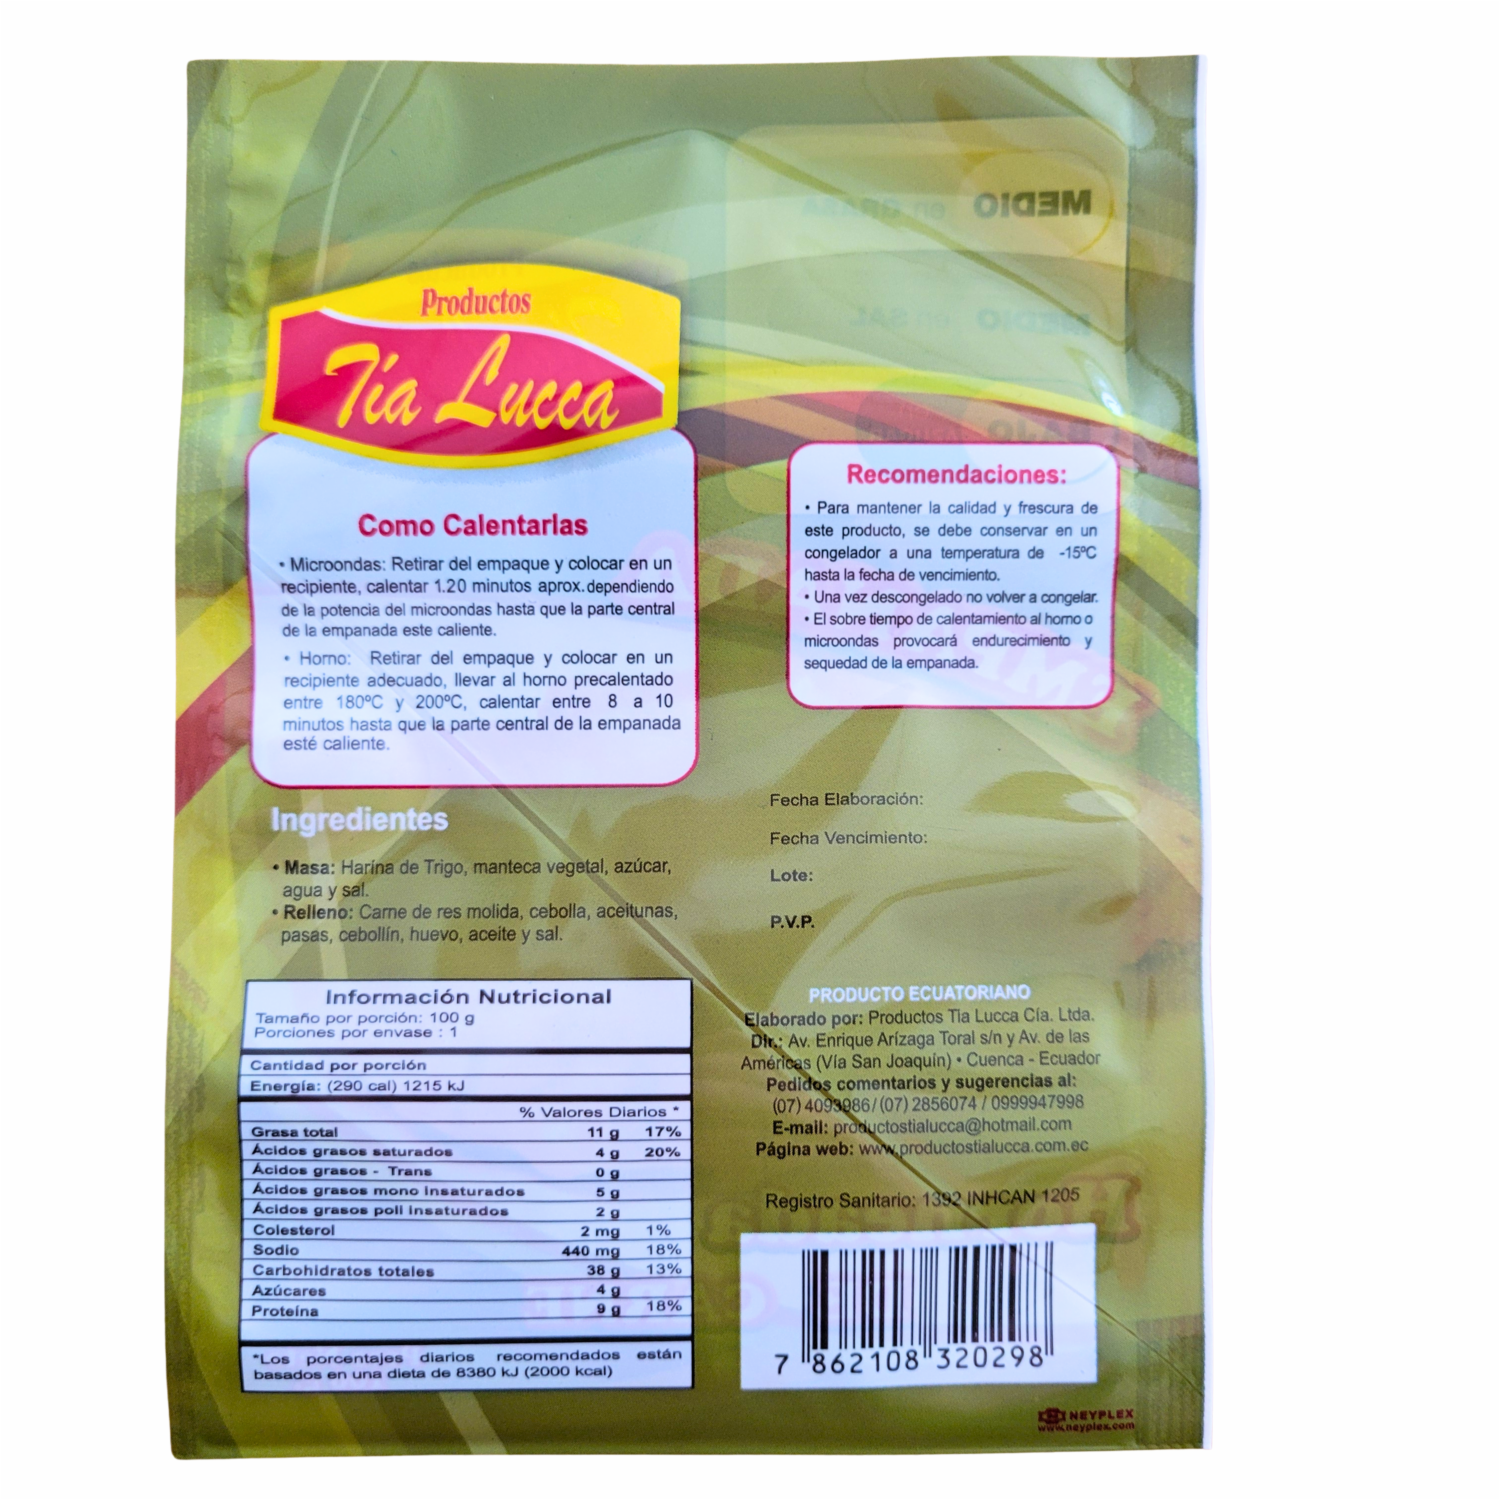 Productos
Tía Lucca
Como Calentarlas
• Microondas: Retirar del empaque y colocar en un
recipiente, calentar 1.20 minutos aprox. dependiendo
de la potencia del microondas hasta que la parte central
de la empanada este caliente.
• Horno: Retirar del empaque y colocar en un
recipiente adecuado, llevar al horno precalentado
entre 180ºC y 200ºC, calentar entre 8 a 10
minutos hasta que la parte central de la empanada
esté caliente.
Ingredientes
• Masa: Harina de Trigo, manteca vegetal, azúcar,
agua y sal.
• Relleno: Carne de res molida, cebolla, aceitunas,
pasas, cebollín, huevo, aceite y sal.
Información Nutricional
Tamaño por porción: 100 g
Porciones por envase : 1
Cantidad por porción
Energía: (290 cal) 1215 kJ
% Valores Diarios *
Grasa total 11 g 17%
Ácidos grasos saturados 4 g 20%
Ácidos grasos - Trans 0 g
Ácidos grasos mono Insaturados 5 g
Ácidos grasos poli insaturados 2 g
Colesterol 2 mg 1%
Sodio 440 mg 18%
Carbohidratos totales 38 g 13%
Azúcares 4 g
Proteína 9 g 18%
*Los porcentajes diarios recomendados están
basados en una dieta de 8380 kJ (2000 kcal)
MEDIO en GRASA
MEDIO en SAL
BAJO
Recomendaciones:
• Para mantener la calidad y frescura de
este producto, se debe conservar en un
congelador a una temperatura de -15ºC
hasta la fecha de vencimiento.
• Una vez descongelado no volver a congelar.
• El sobre tiempo de calentamiento al horno o
microondas provocará endurecimiento y
sequedad de la empanada.
Fecha Elaboración:
Fecha Vencimiento:
Lote:
P.V.P.
PRODUCTO ECUATORIANO
Elaborado por: Productos Tia Lucca Cía. Ltda.
Dir.: Av. Enrique Arízaga Toral s/n y Av. de las
Américas (Vía San Joaquín) • Cuenca - Ecuador
Pedidos comentarios y sugerencias al:
(07) 4093986/ (07) 2856074 / 0999947998
E-mail: productostialucca@hotmail.com
Página web: www.productostialucca.com.ec
Registro Sanitario: 1392 INHCAN 1205
7 862108 320298
NEYPLEX
www.neyplex.com